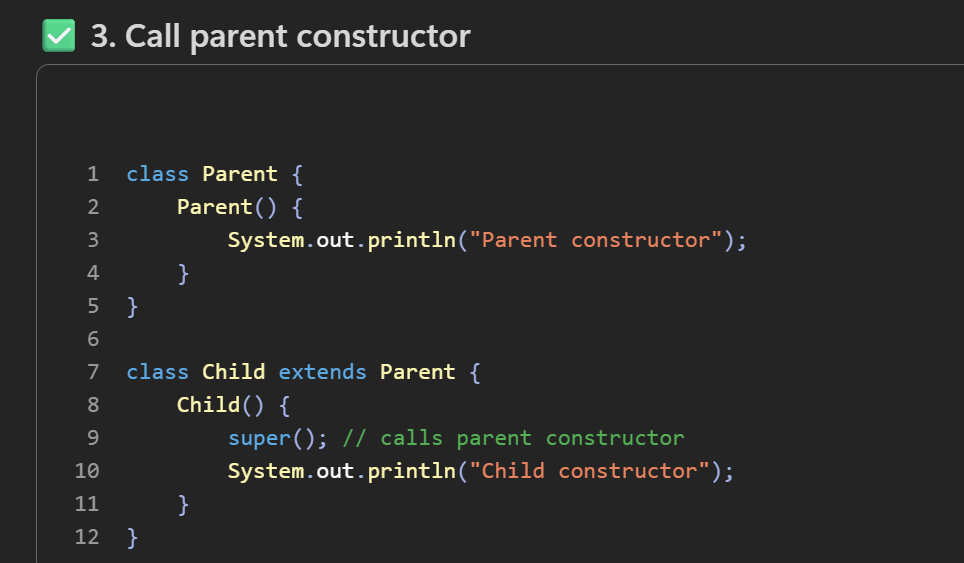 ✅ 3. Call parent constructor
1 class Parent {
2     Parent() {
3         System.out.println("Parent constructor");
4     }
5 }
6
7 class Child extends Parent {
8     Child() {
9         super(); // calls parent constructor
10         System.out.println("Child constructor");
11     }
12 }